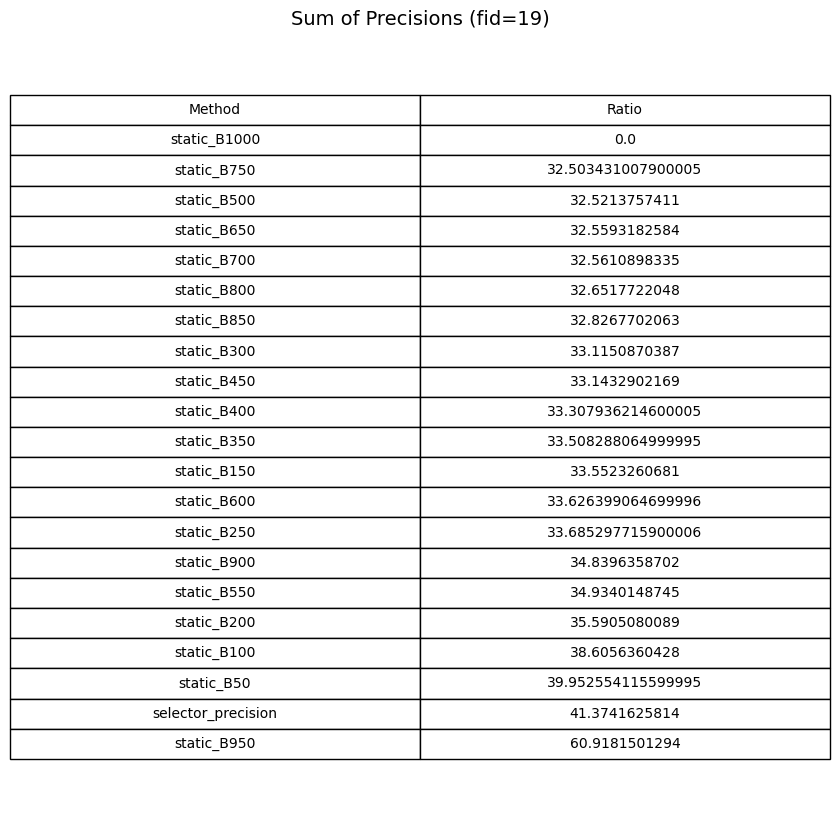 Sum of Precisions (fid=19)
Method Ratio
static_B1000 0.0
static_B750 32.503431007900005
static_B500 32.5213757411
static_B650 32.5593182584
static_B700 32.5610898335
static_B800 32.6517722048
static_B850 32.8267702063
static_B300 33.1150870387
static_B450 33.1432902169
static_B400 33.307936214600005
static_B350 33.508288064999995
static_B150 33.5523260681
static_B600 33.626399064699996
static_B250 33.685297715900006
static_B900 34.8396358702
static_B550 34.9340148745
static_B200 35.5905080089
static_B100 38.6056360428
static_B50 39.952554115599995
selector_precision 41.3741625814
static_B950 60.9181501294